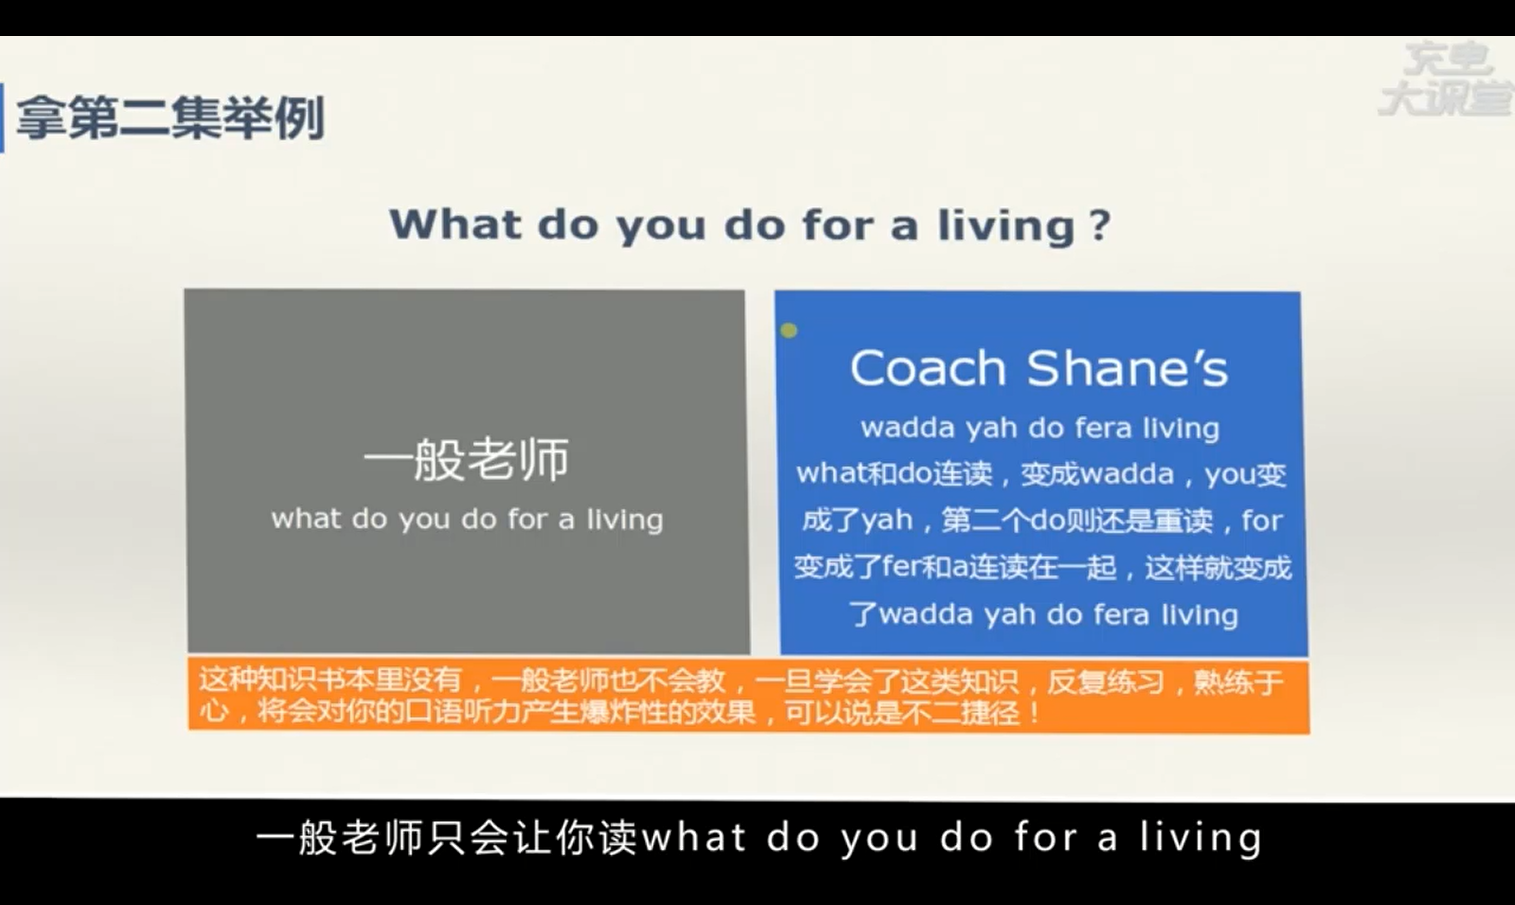 充电
大课堂
拿第二集举例
What do you do for a living？
一般老师
what do you do for a living
Coach Shane’s
wadda yah do fera living
what和do连读，变成wadda，you变
成了yah，第二个do则还是重读，for
变成了fer和a连读在一起，这样就变成
了wadda yah do fera living
这种知识书本里没有，一般老师也不会教，一旦学会了这类知识，反复练习，熟练于
心，将会对你的口语听力产生爆炸性的效果，可以说是不二捷径！
一般老师只会让你读what do you do for a living